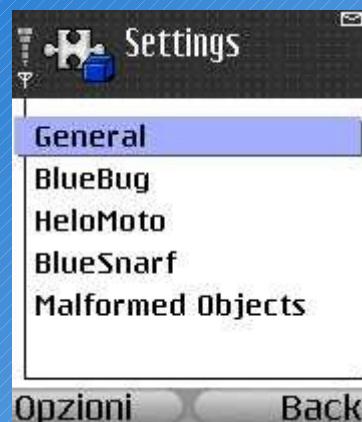 Settings
General
BlueBug
HeloMoto
BlueSnarf
Malformed Objects
Opzioni Back